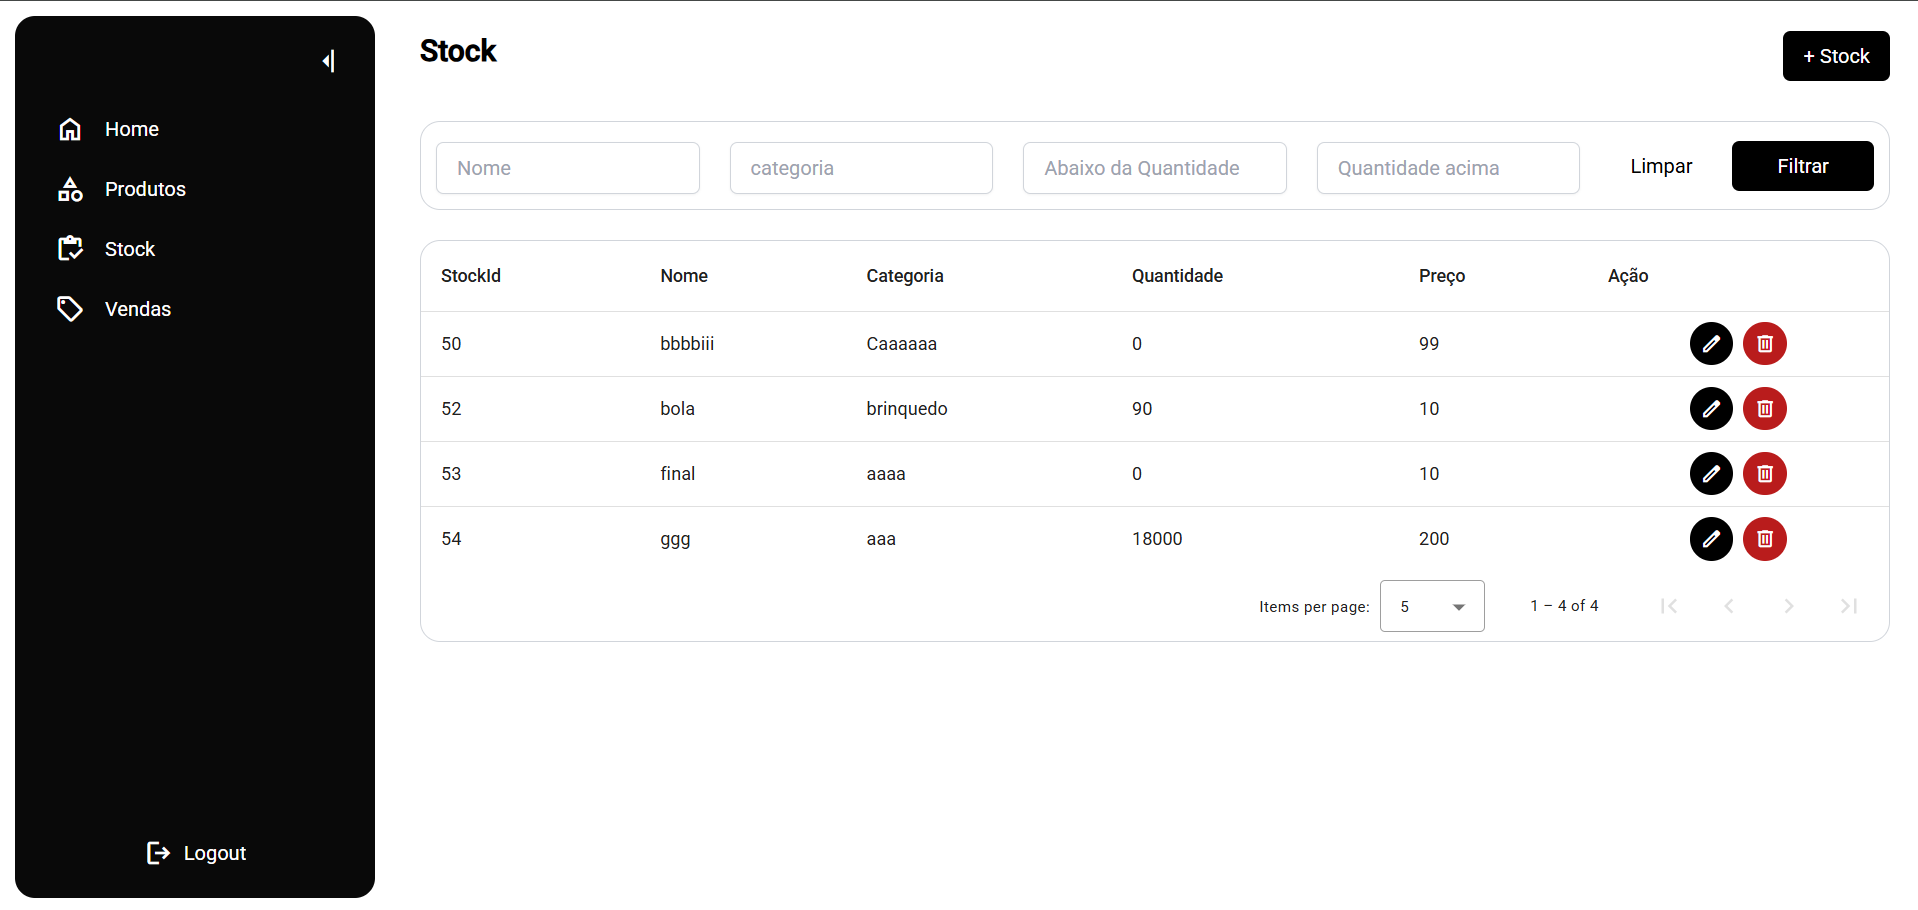 Stock
+ Stock
Home
Produtos
Stock
Vendas
Logout
Nome categoria Abaixo da Quantidade Quantidade acima Limpar Filtrar
StockId Nome Categoria Quantidade Preço Ação
50 bbbbiii Caaaaaa 0 99
52 bola brinquedo 90 10
53 final aaaa 0 10
54 ggg aaa 18000 200
Items per page: 5 1 – 4 of 4